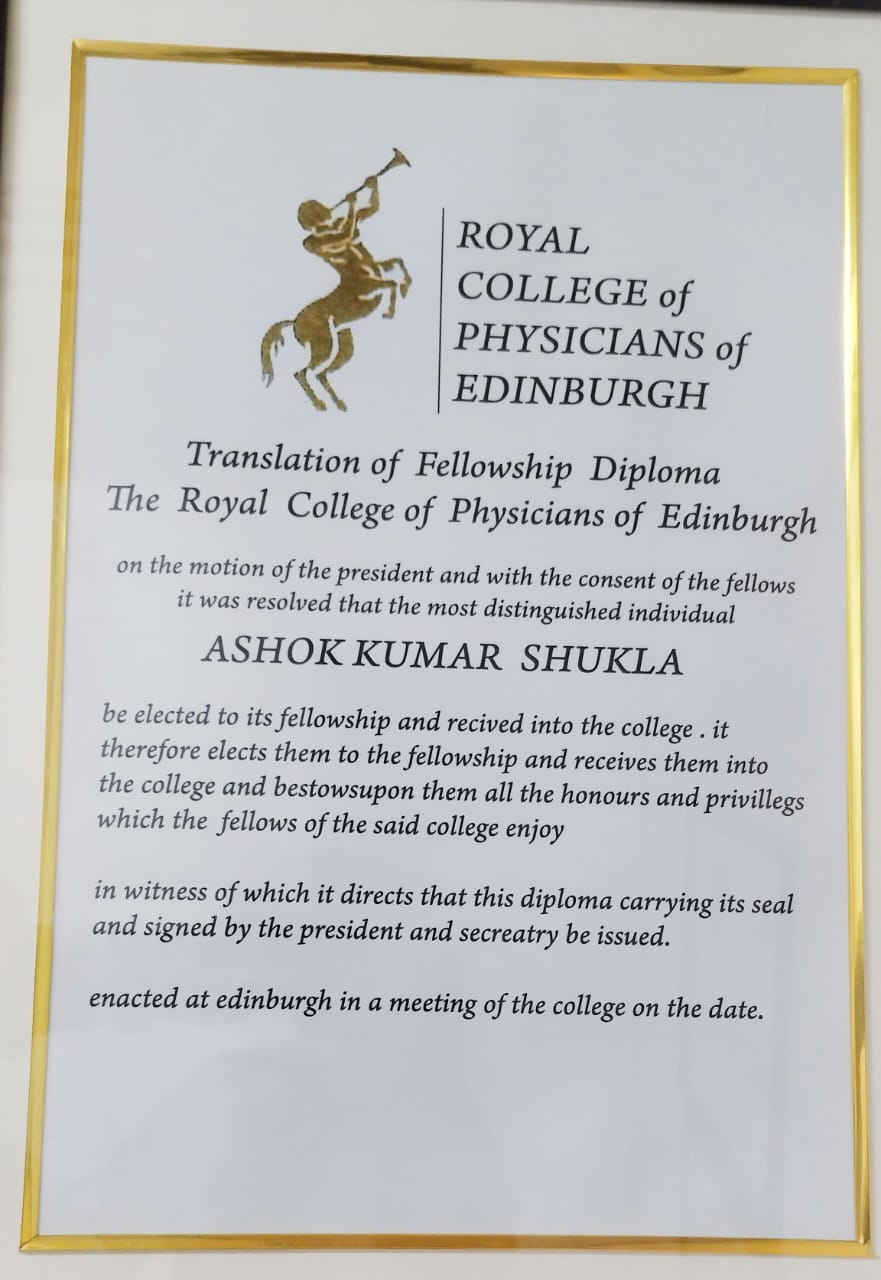 ROYAL
COLLEGE of
PHYSICIANS of
EDINBURGH
Translation of Fellowship Diploma
The Royal College of Physicians of Edinburgh
on the motion of the president and with the consent of the fellows
it was resolved that the most distinguished individual
ASHOK KUMAR SHUKLA
be elected to its fellowship and recived into the college . it
therefore elects them to the fellowship and receives them into
the college and bestowsupon them all the honours and privillegs
which the fellows of the said college enjoy
in witness of which it directs that this diploma carrying its seal
and signed by the president and secreatry be issued.
enacted at edinburgh in a meeting of the college on the date.